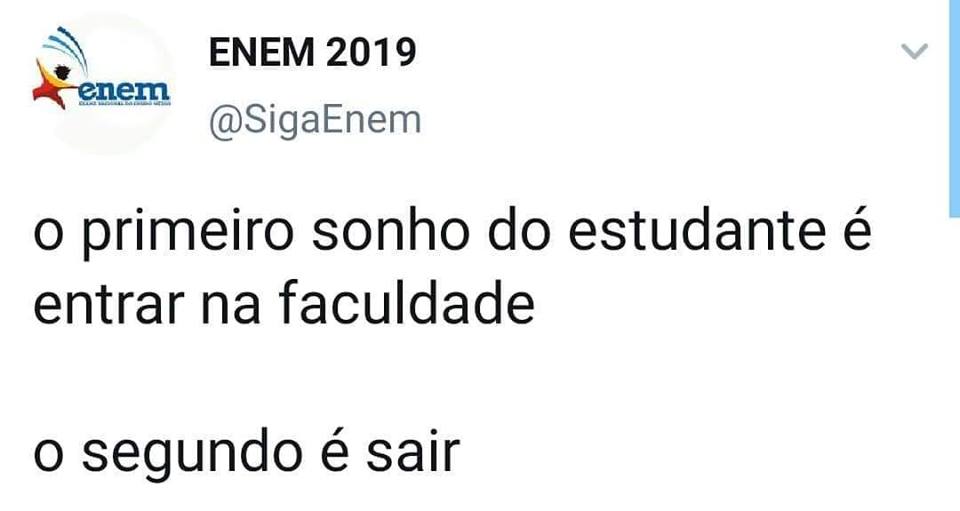 enem
ENEM 2019
@SigaEnem
o primeiro sonho do estudante é
entrar na faculdade
o segundo é sair